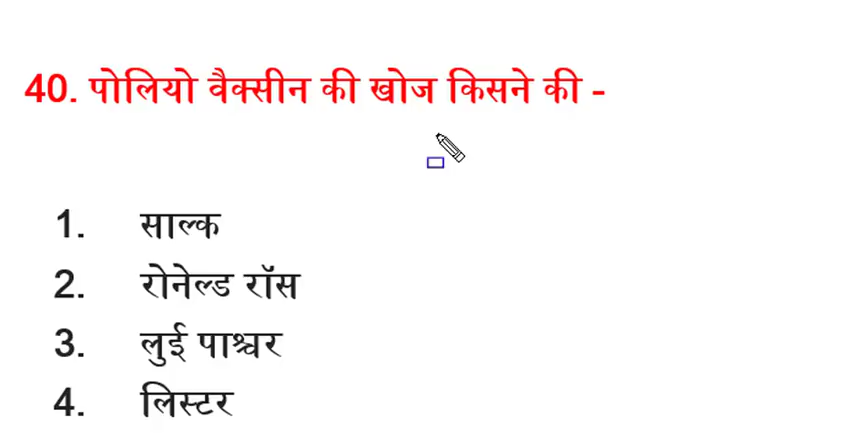 40. पोलियो वैक्सीन की खोज किसने की -
1. साल्क
2. रोनेल्ड रॉस
3. लुई पाश्चर
4. लिस्टर